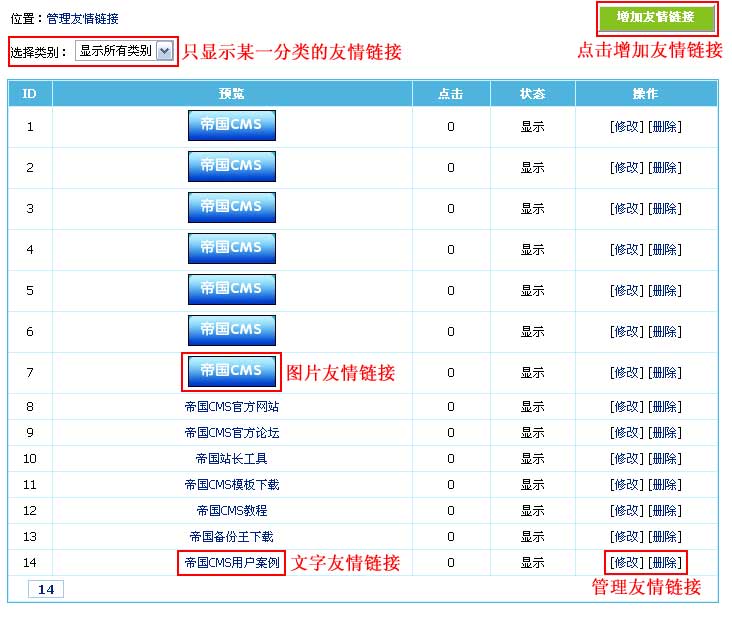 位置：管理友情链接
增加友情链接
选择类别： 显示所有类别 只显示某一分类的友情链接
点击增加友情链接
ID 预览 点击 状态 操作
1 帝国CMS 0 显示 [修改] [删除]
2 帝国CMS 0 显示 [修改] [删除]
3 帝国CMS 0 显示 [修改] [删除]
4 帝国CMS 0 显示 [修改] [删除]
5 帝国CMS 0 显示 [修改] [删除]
6 帝国CMS 0 显示 [修改] [删除]
7 帝国CMS 图片友情链接 0 显示 [修改] [删除]
8 帝国CMS官方网站 0 显示 [修改] [删除]
9 帝国CMS官方论坛 0 显示 [修改] [删除]
10 帝国站长工具 0 显示 [修改] [删除]
11 帝国CMS模板下载 0 显示 [修改] [删除]
12 帝国CMS教程 0 显示 [修改] [删除]
13 帝国备份王下载 0 显示 [修改] [删除]
14 帝国CMS用户案例 文字友情链接 0 显示 [修改] [删除]
14
管理友情链接